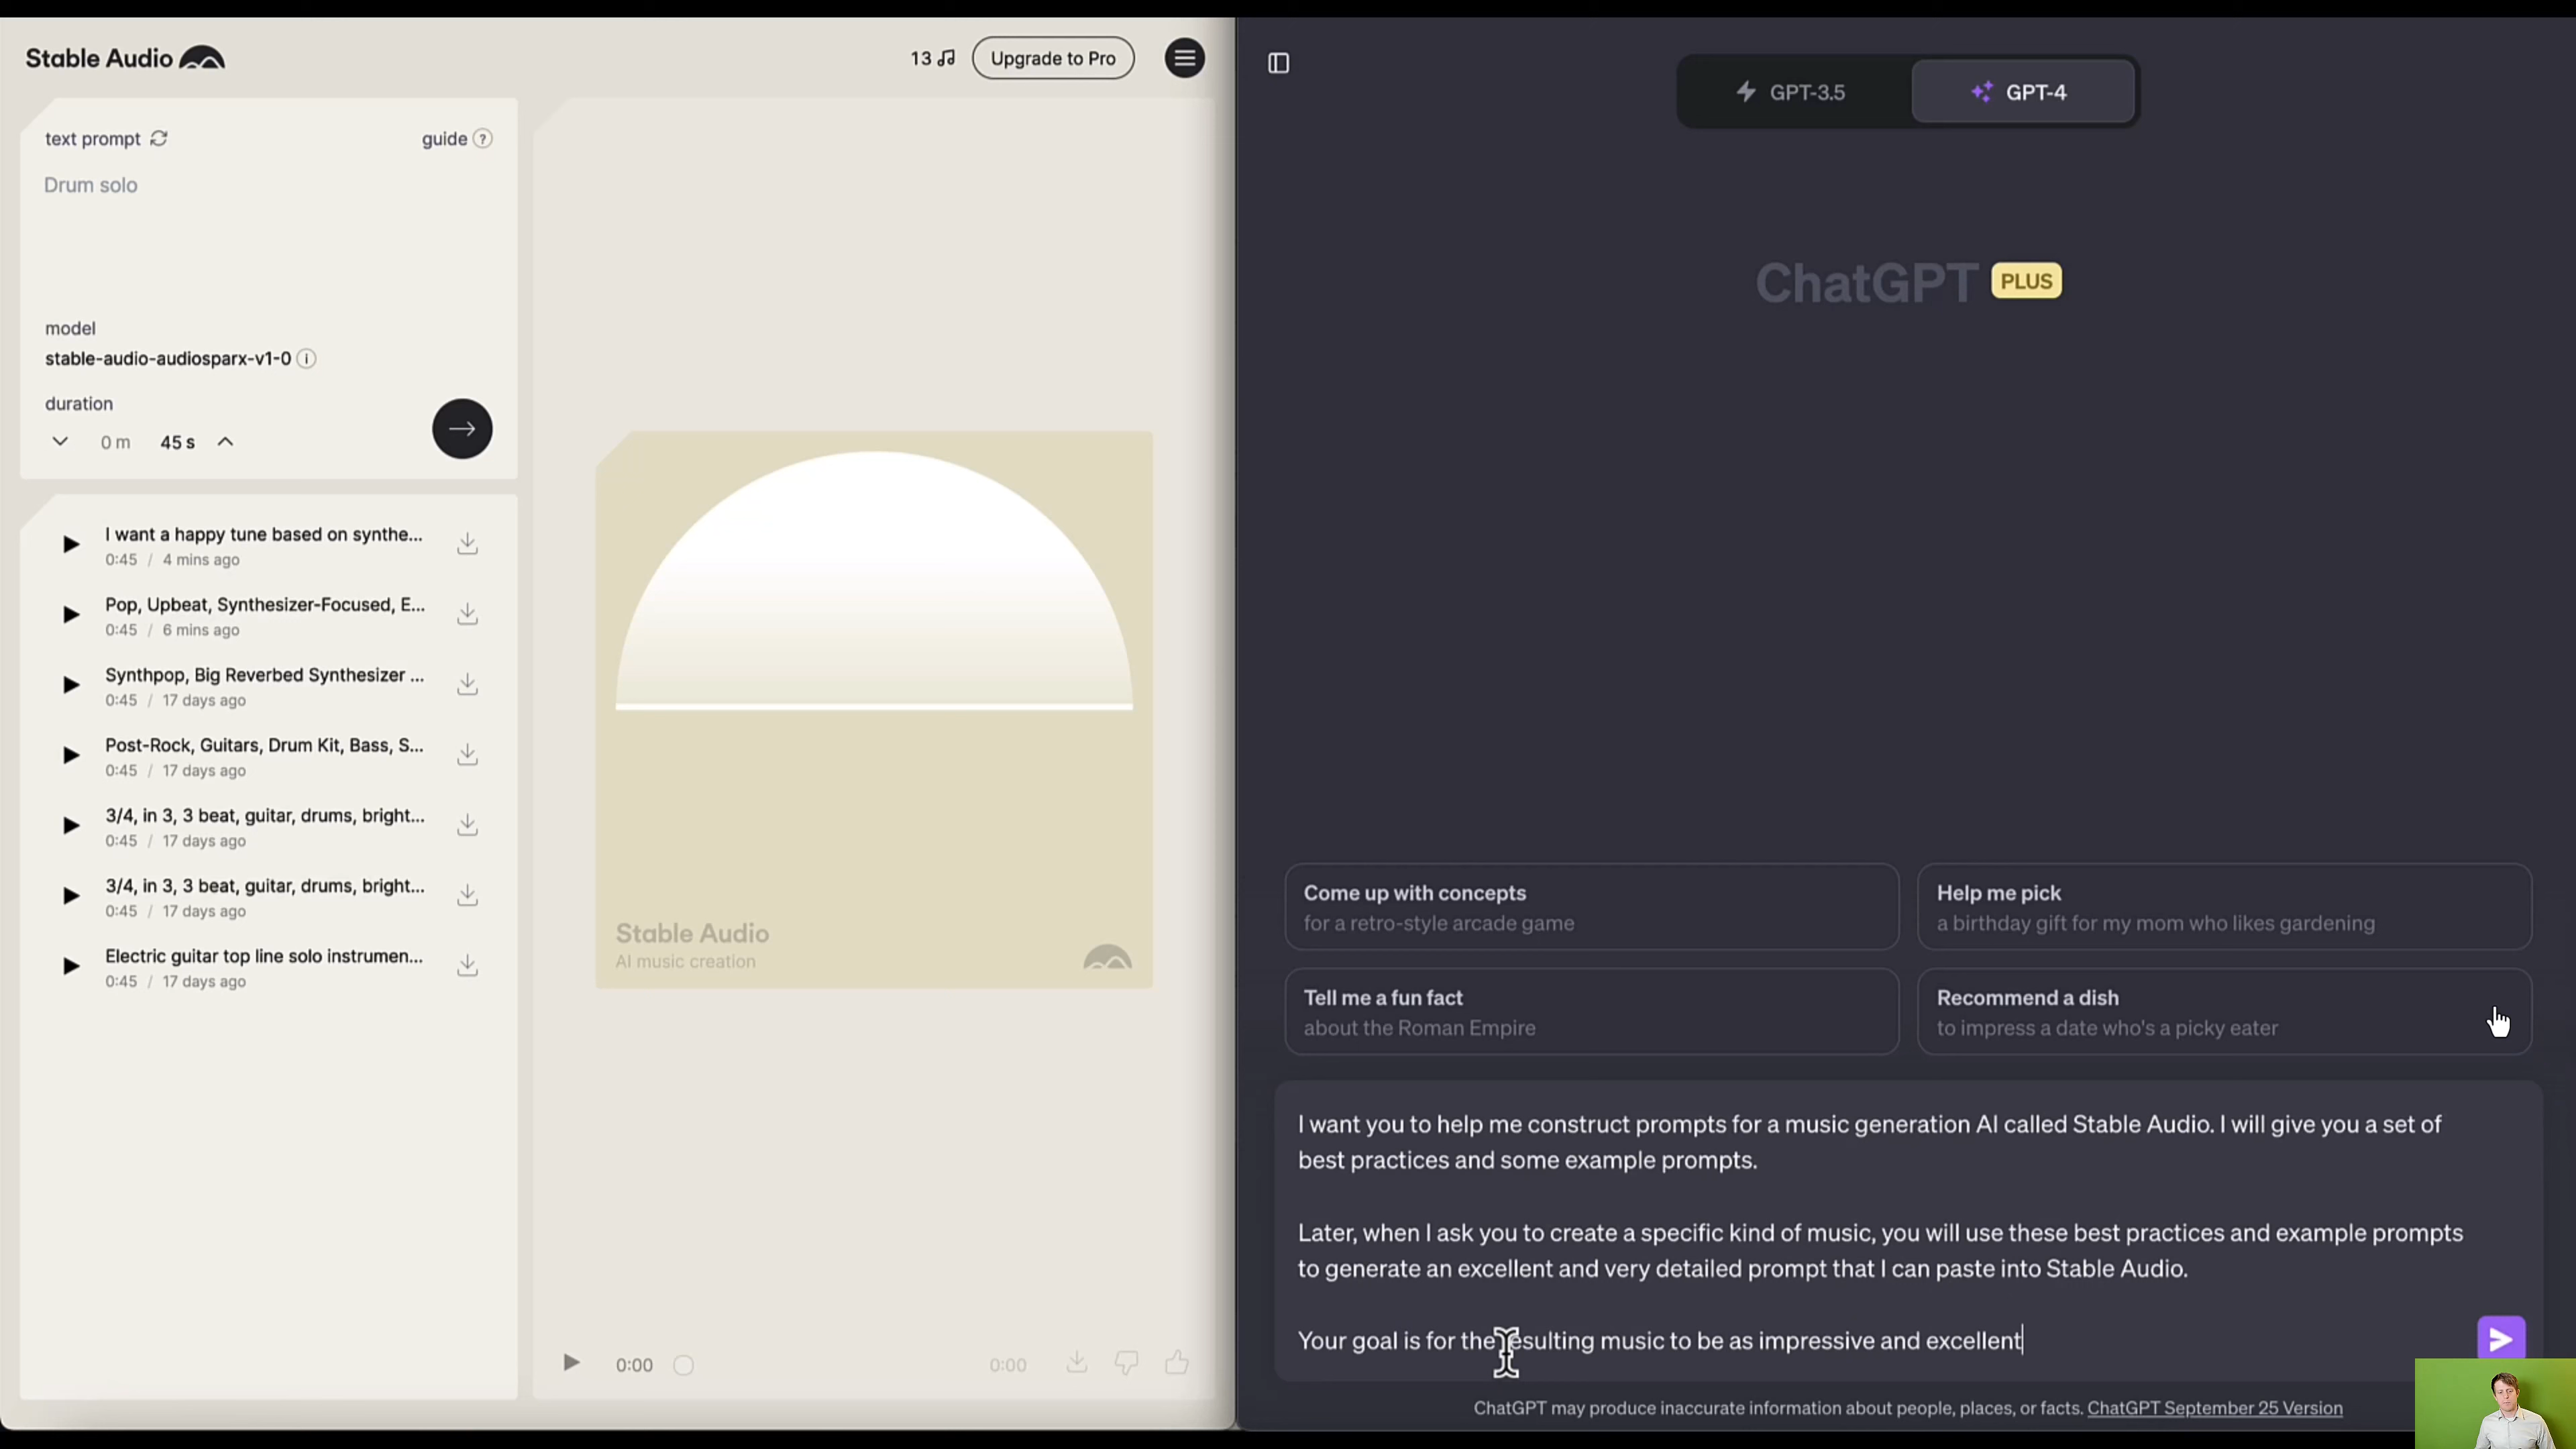 Stable Audio
13
Upgrade to Pro
text prompt
guide ?
Drum solo
model
stable-audio-audiosparx-v1-0
duration
0 m 45 s
I want a happy tune based on synthe...
0:45 / 4 mins ago
Pop, Upbeat, Synthesizer-Focused, E...
0:45 / 6 mins ago
Synthpop, Big Reverbed Synthesizer ...
0:45 / 17 days ago
Post-Rock, Guitars, Drum Kit, Bass, S...
0:45 / 17 days ago
3/4, in 3, 3 beat, guitar, drums, bright...
0:45 / 17 days ago
3/4, in 3, 3 beat, guitar, drums, bright...
0:45 / 17 days ago
Electric guitar top line solo instrumen...
0:45 / 17 days ago
Stable Audio
AI music creation
0:00
0:00
GPT-3.5
GPT-4
ChatGPT PLUS
Come up with concepts
for a retro-style arcade game
Help me pick
a birthday gift for my mom who likes gardening
Tell me a fun fact
about the Roman Empire
Recommend a dish
to impress a date who's a picky eater
I want you to help me construct prompts for a music generation AI called Stable Audio. I will give you a set of
best practices and some example prompts.
Later, when I ask you to create a specific kind of music, you will use these best practices and example prompts
to generate an excellent and very detailed prompt that I can paste into Stable Audio.
Your goal is for the resulting music to be as impressive and excellent
ChatGPT may produce inaccurate information about people, places, or facts. ChatGPT September 25 Version